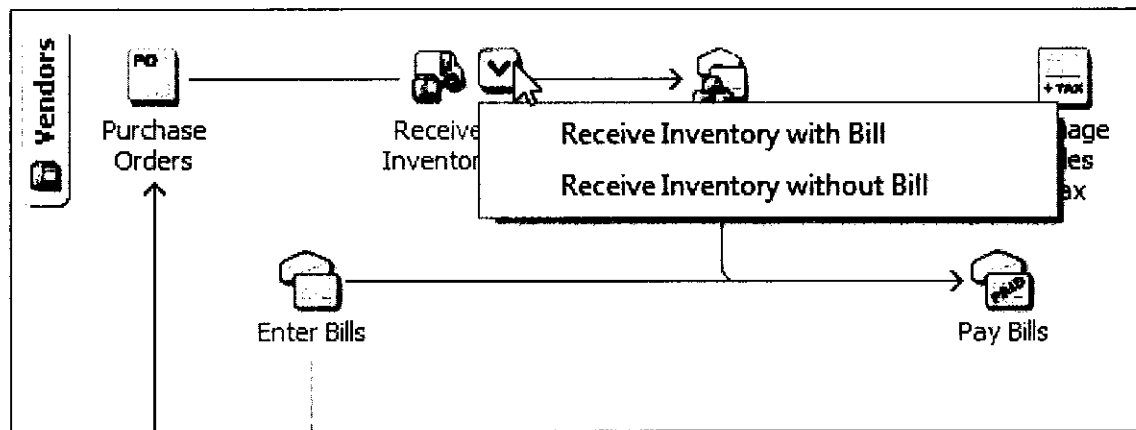 Vendors
PO
Purchase
Orders
Receive
Inventor
Receive Inventory with Bill
Receive Inventory without Bill
+ TAX
age
es
ax
Enter Bills
PAID
Pay Bills